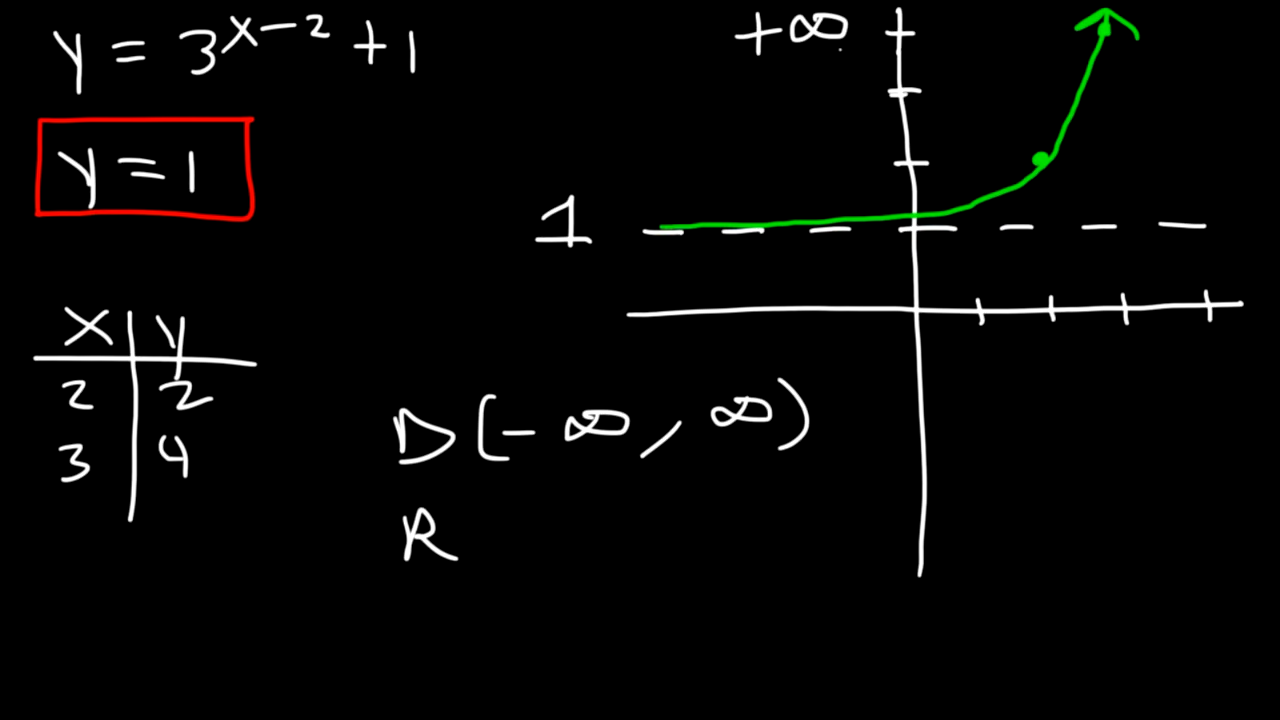 y = 3^{x-2} + 1
y = 1
+∞
1
x | y
2 | 2
3 | 4
D (-∞, ∞)
R